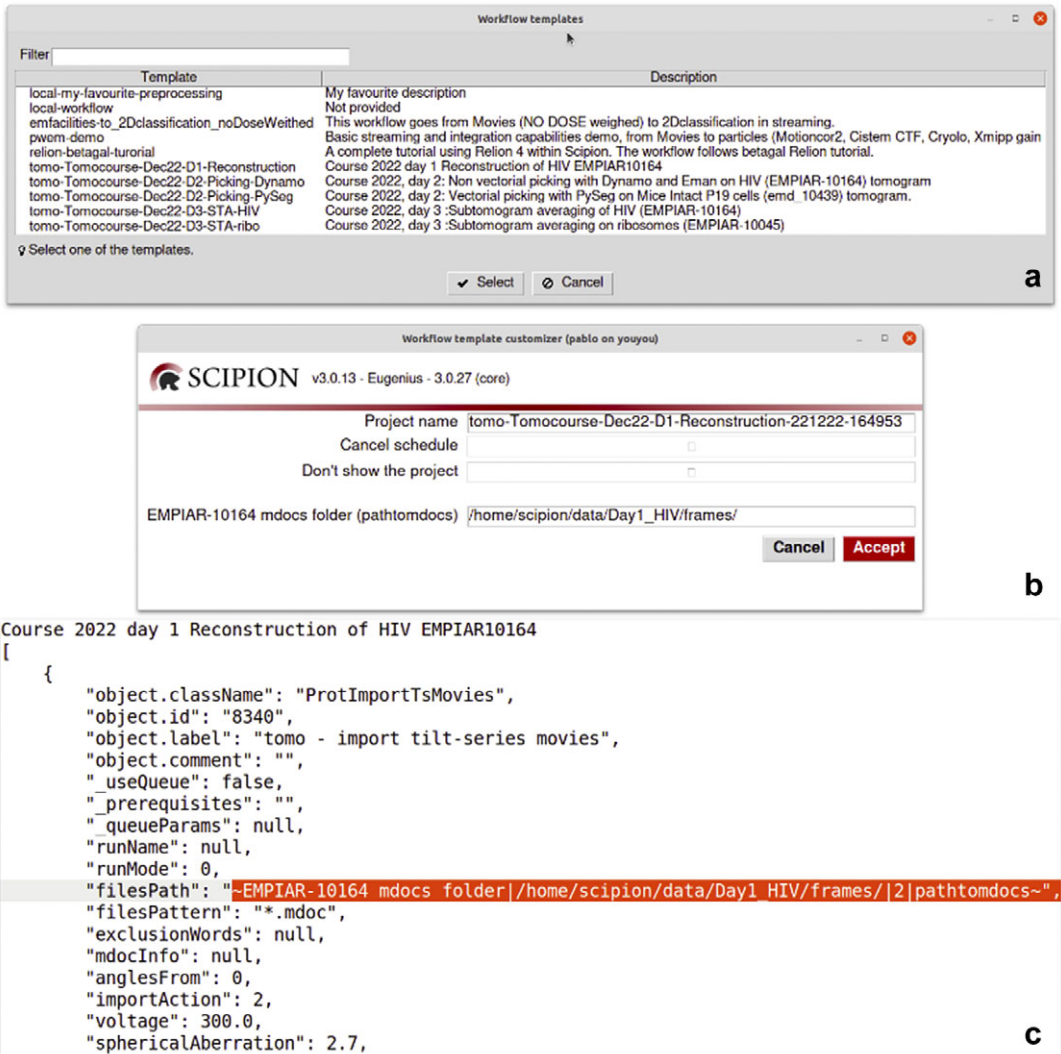 Workflow templates
Filter
Template Description
local-my-favourite-preprocessing My favourite description
local-workflow Not provided
emfacilities-to_2Dclassification_noDoseWeithed This workflow goes from Movies (NO DOSE weighed) to 2Dclassification in streaming.
pwem-demo Basic streaming and integration capabilities demo, from Movies to particles (Motioncor2, Cistem CTF, Cryolo, Xmipp gain
relion-betagal-turorial A complete tutorial using Relion 4 within Scipion. The workflow follows betagal Relion tutorial.
tomo-Tomocourse-Dec22-D1-Reconstruction Course 2022 day 1 Reconstruction of HIV EMPIAR10164
tomo-Tomocourse-Dec22-D2-Picking-Dynamo Course 2022, day 2: Non vectorial picking with Dynamo and Eman on HIV (EMPIAR-10164) tomogram
tomo-Tomocourse-Dec22-D2-Picking-PySeg Course 2022, day 2: Vectorial picking with PySeg on Mice Intact P19 cells (emd_10439) tomogram.
tomo-Tomocourse-Dec22-D3-STA-HIV Course 2022, day 3 :Subtomogram averaging of HIV (EMPIAR-10164)
tomo-Tomocourse-Dec22-D3-STA-ribo Course 2022, day 3 :Subtomogram averaging on ribosomes (EMPIAR-10045)
Select one of the templates.
Select Cancel
a
Workflow template customizer (pablo on youyou)
SCIPION v3.0.13 - Eugenius - 3.0.27 (core)
Project name tomo-Tomocourse-Dec22-D1-Reconstruction-221222-164953
Cancel schedule
Don't show the project
EMPIAR-10164 mdocs folder (pathtomdocs) /home/scipion/data/Day1_HIV/frames/
Cancel Accept
b
Course 2022 day 1 Reconstruction of HIV EMPIAR10164
[
{
"object.className": "ProtImportTsMovies",
"object.id": "8340",
"object.label": "tomo - import tilt-series movies",
"object.comment": "",
"_useQueue": false,
"_prerequisites": "",
"_queueParams": null,
"runName": null,
"runMode": 0,
"filesPath": "~EMPIAR-10164 mdocs folder|/home/scipion/data/Day1_HIV/frames/|2|pathtomdocs~",
"filesPattern": "*.mdoc",
"exclusionWords": null,
"mdocInfo": null,
"anglesFrom": 0,
"importAction": 2,
"voltage": 300.0,
"sphericalAberration": 2.7,
c